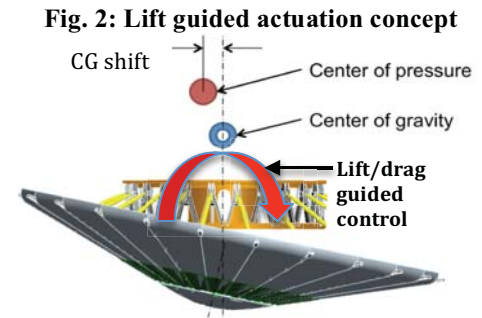 Fig. 2: Lift guided actuation concept
CG shift
Center of pressure
Center of gravity
Lift/drag
guided
control